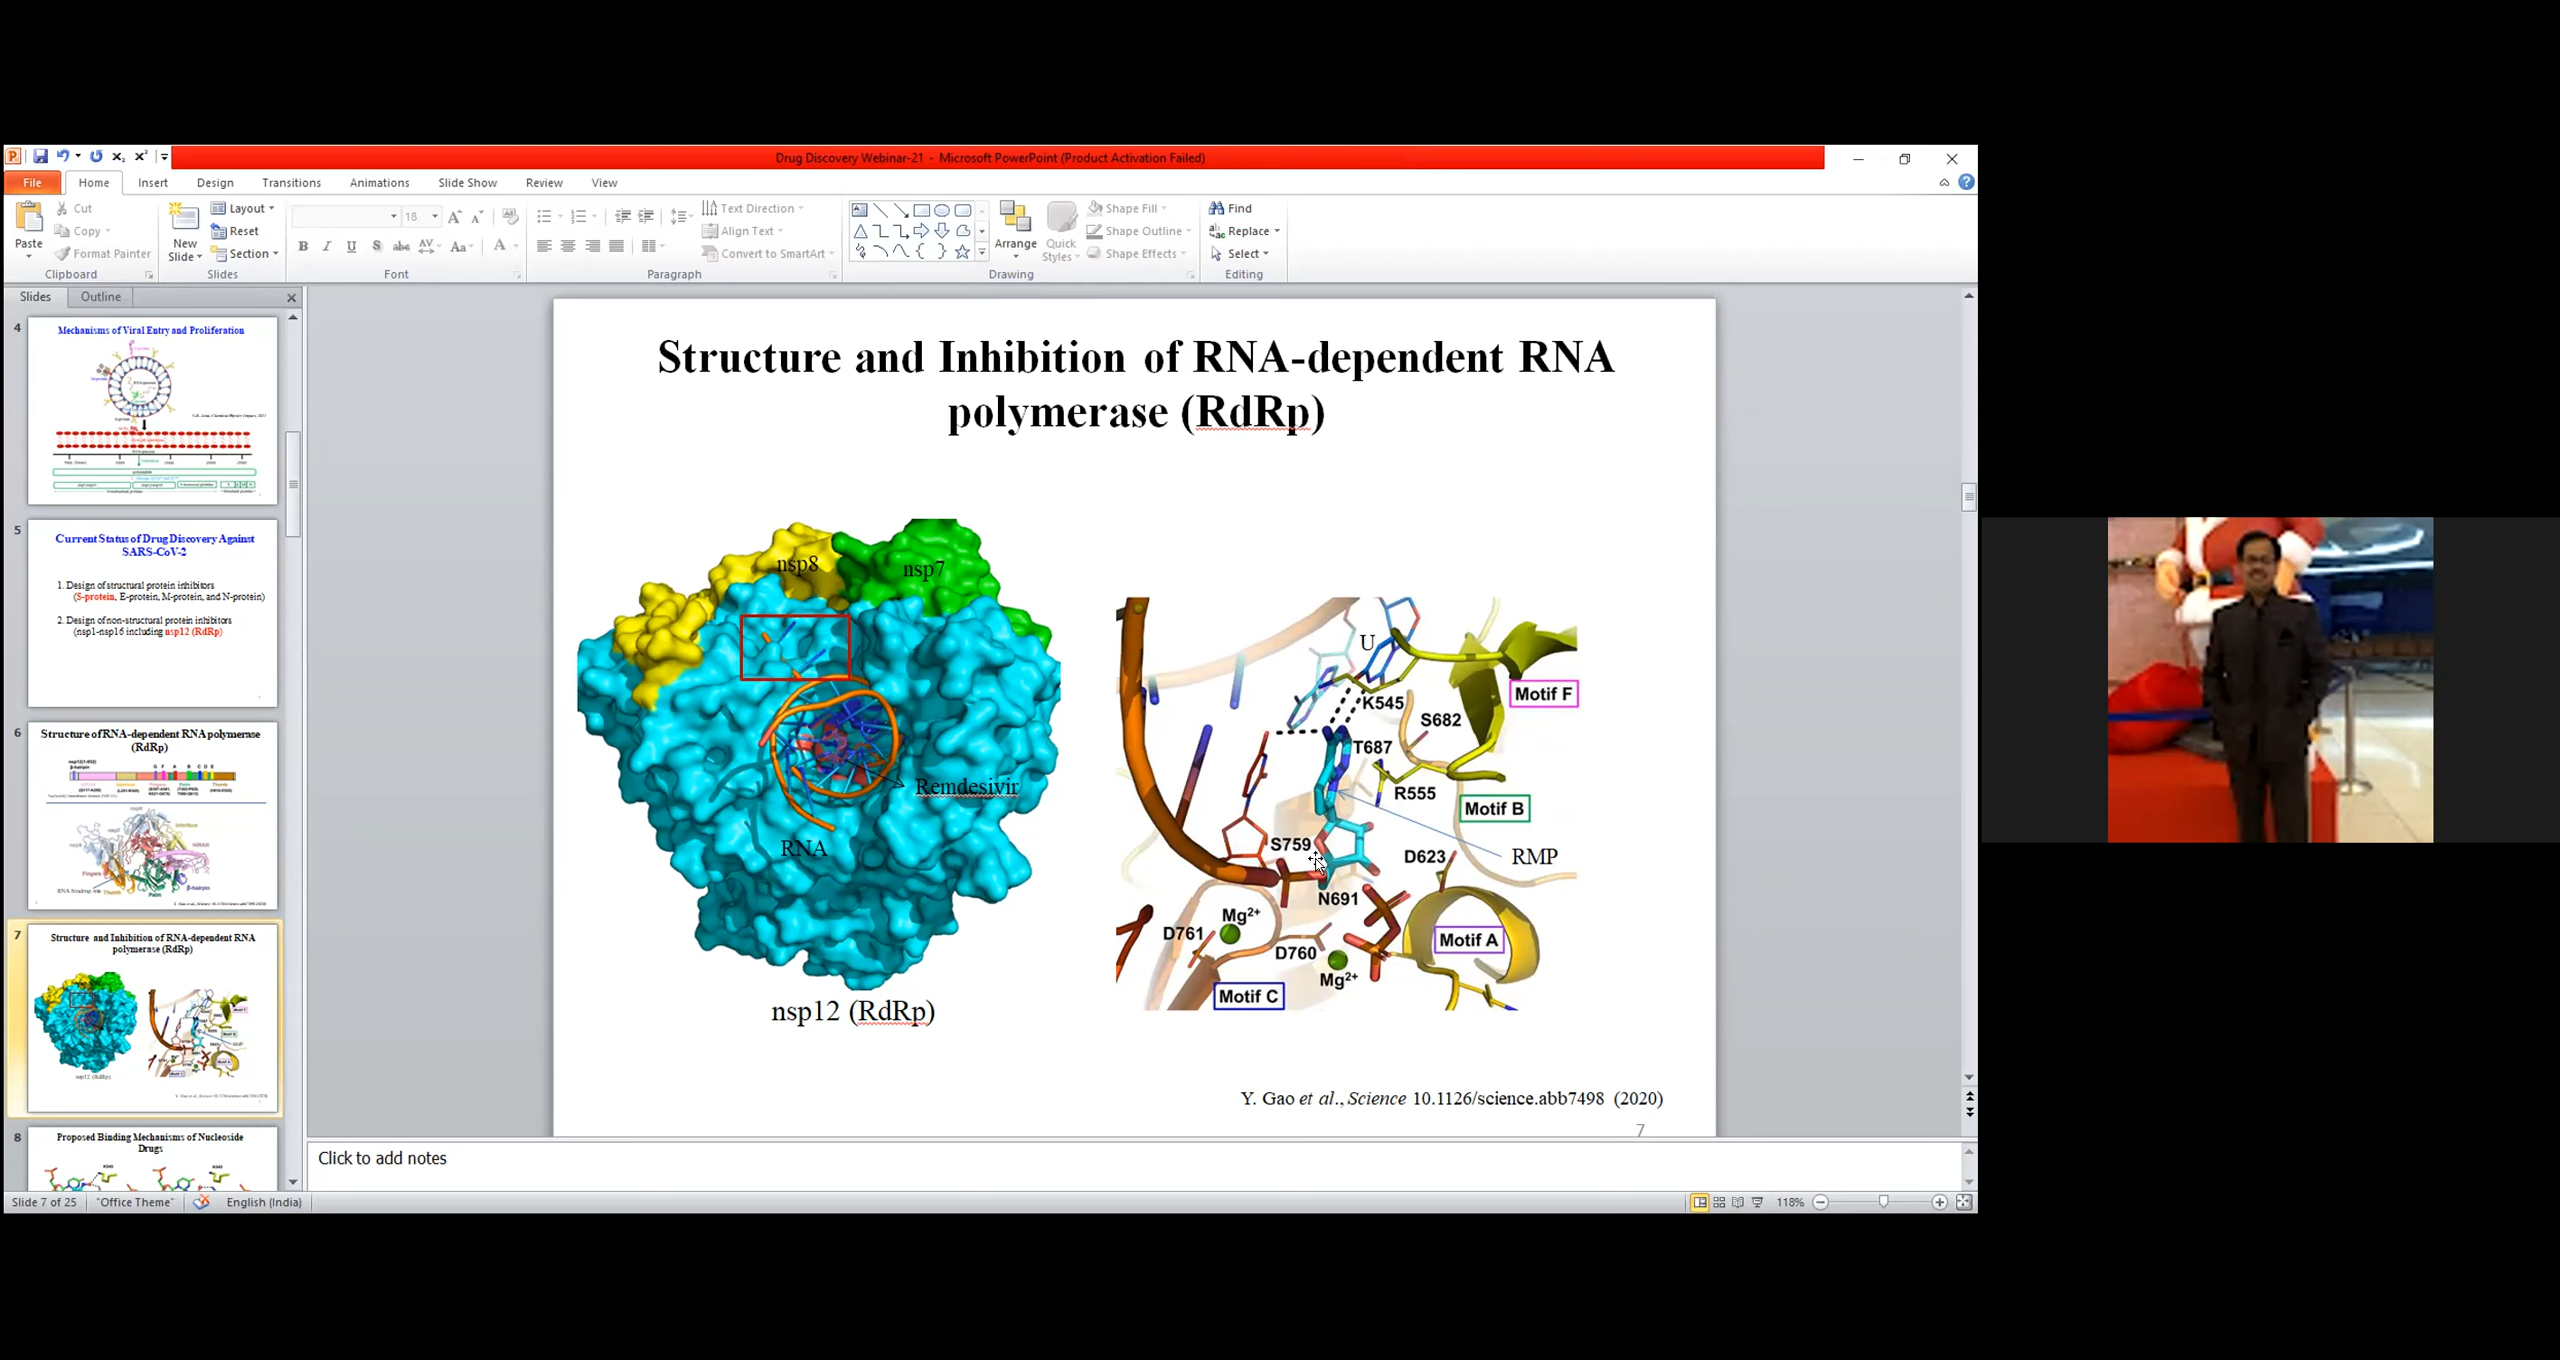 Drug Discovery Webinar-21 - Microsoft PowerPoint (Product Activation Failed)
File Home Insert Design Transitions Animations Slide Show Review View
Cut
Copy
Format Painter
Paste
Clipboard
New Slide
Layout
Reset
Section
Slides
18
Font
Text Direction
Align Text
Convert to SmartArt
Paragraph
Arrange
Quick Styles
Shape Fill
Shape Outline
Shape Effects
Drawing
Find
Replace
Select
Editing
Slides Outline
4
Mechanisms of Viral Entry and Proliferation
5
Current Status of Drug Discovery Against
SARS-CoV-2
1. Design of structural protein inhibitors
(S-protein, E-protein, M-protein, and N-protein)
2. Design of non-structural protein inhibitors
(nsp1-nsp16 including nsp12 (RdRp)
6
Structure of RNA-dependent RNA polymerase
(RdRp)
7
Structure and Inhibition of RNA-dependent RNA
polymerase (RdRp)
nsp12 (RdRp)
8
Proposed Binding Mechanisms of Nucleoside
Drugs
Structure and Inhibition of RNA-dependent RNA
polymerase (RdRp)
nsp8
nsp7
Remdesivir
RNA
nsp12 (RdRp)
U
K545
Motif F
S682
T687
R555
Motif B
S759
D623
RMP
N691
Mg²⁺
D761
D760
Motif A
Mg²⁺
Motif C
Y. Gao et al., Science 10.1126/science.abb7498 (2020)
7
Click to add notes
Slide 7 of 25 "Office Theme" English (India) 118%